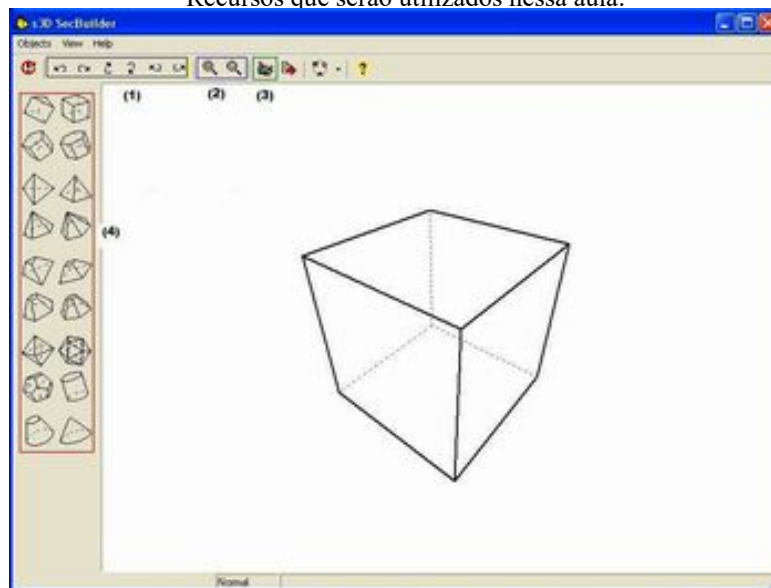 Recursos que serão utilizados nessa aula:
s3D SecBuilder
Objects View Help
?
(1) (2) (3)
(4)
Normal